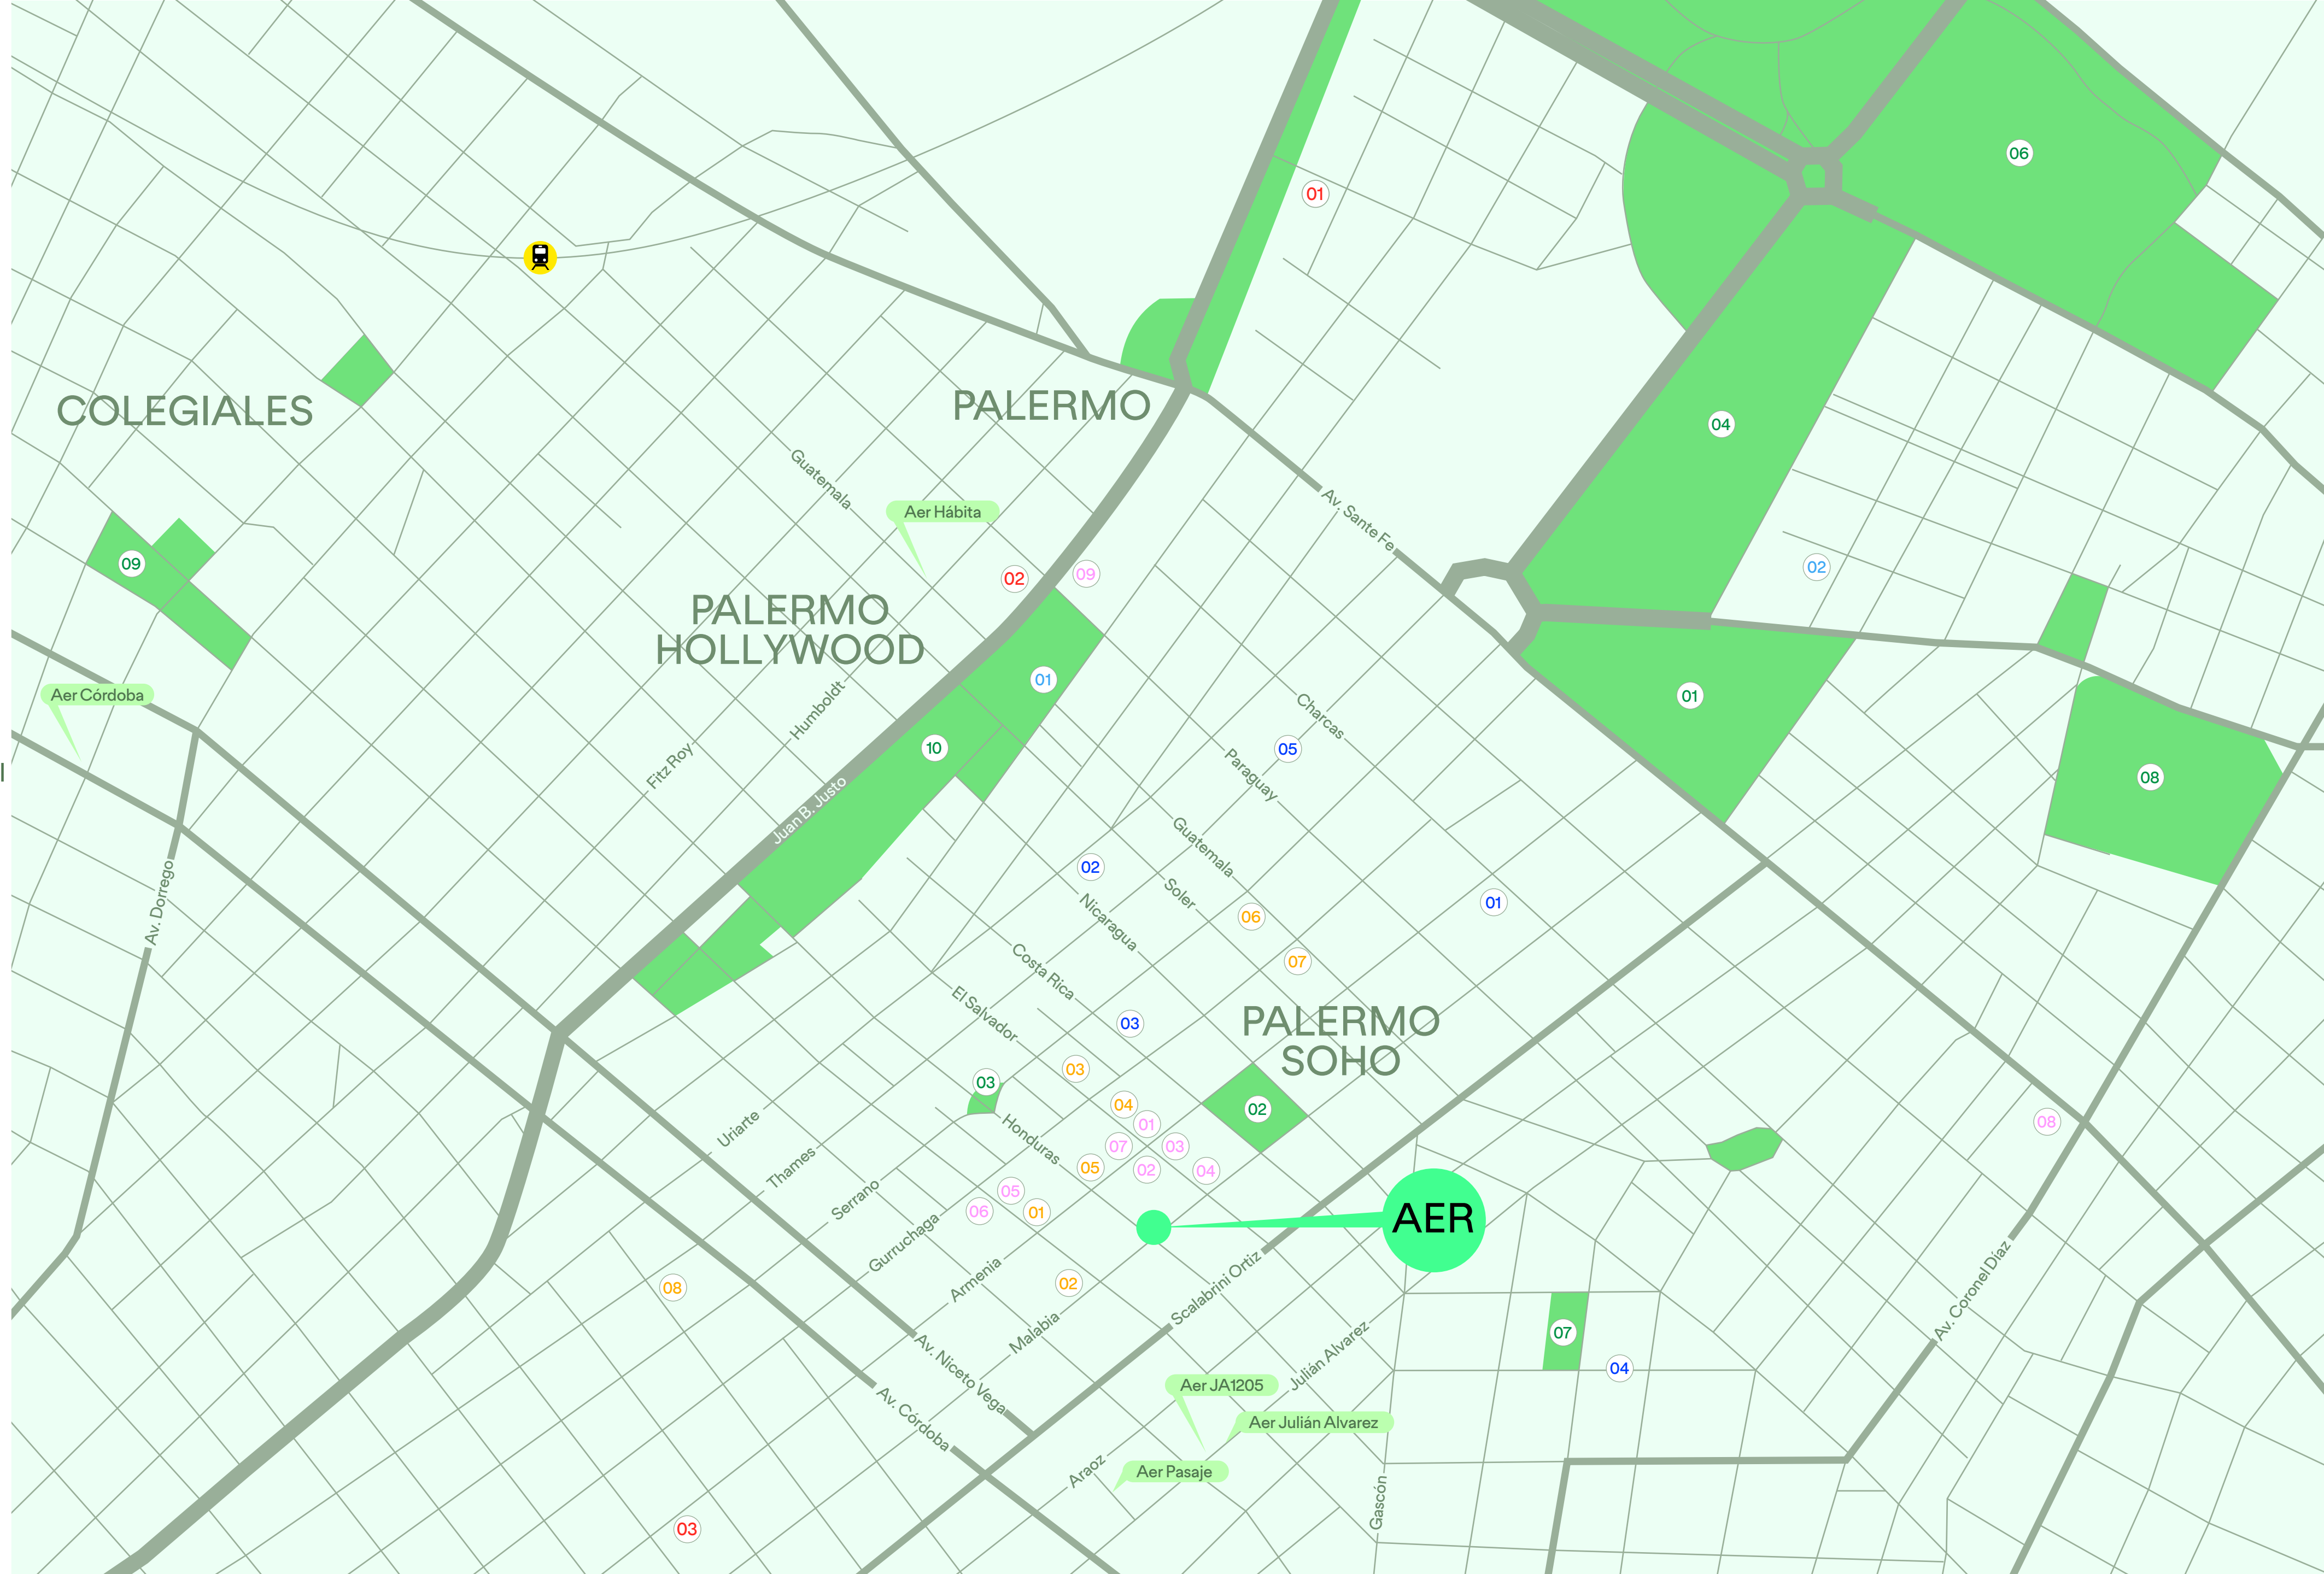 06
01
COLEGIALES
PALERMO
04
Guatemala
Aer Hábita
Av. Sante Fe
09
02
09
02
PALERMO
HOLLYWOOD
01
Aer Córdoba
Humboldt
Charcas
01
10
05
Fitz Roy
Paraguay
08
Juan B. Justo
Guatemala
02
Soler
01
Av. Dorrego
Nicaragua
06
Costa Rica
07
El Salvador
03
PALERMO
SOHO
03
03
04
02
Uriarte
Honduras
01
08
07
03
Thames
05
02
04
Serrano
05
06
01
AER
Gurruchaga
Armenia
02
08
Scalabrini Ortiz
Av. Coronel Díaz
Malabia
07
Julián Alvarez
04
Av. Niceto Vega
Aer JA1205
Av. Córdoba
Aer Julián Alvarez
Araoz
Aer Pasaje
Gascón
03